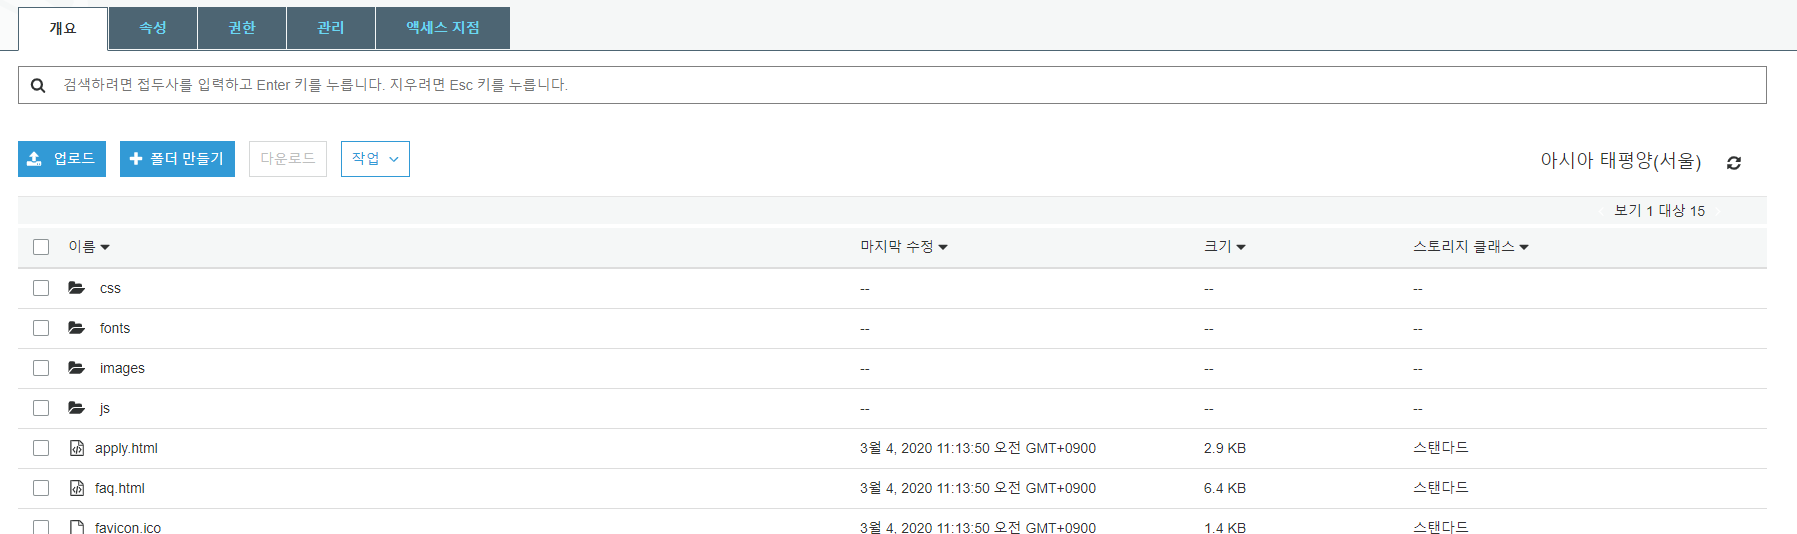 개요 속성 권한 관리 액세스 지점
검색하려면 접두사를 입력하고 Enter 키를 누릅니다. 지우려면 Esc 키를 누릅니다.
업로드 폴더 만들기 다운로드 작업 아시아 태평양(서울)
보기 1 대상 15
이름 마지막 수정 크기 스토리지 클래스
css -- -- --
fonts -- -- --
images -- -- --
js -- -- --
apply.html 3월 4, 2020 11:13:50 오전 GMT+0900 2.9 KB 스탠다드
faq.html 3월 4, 2020 11:13:50 오전 GMT+0900 6.4 KB 스탠다드
favicon.ico 3월 4, 2020 11:13:50 오전 GMT+0900 1.4 KB 스탠다드